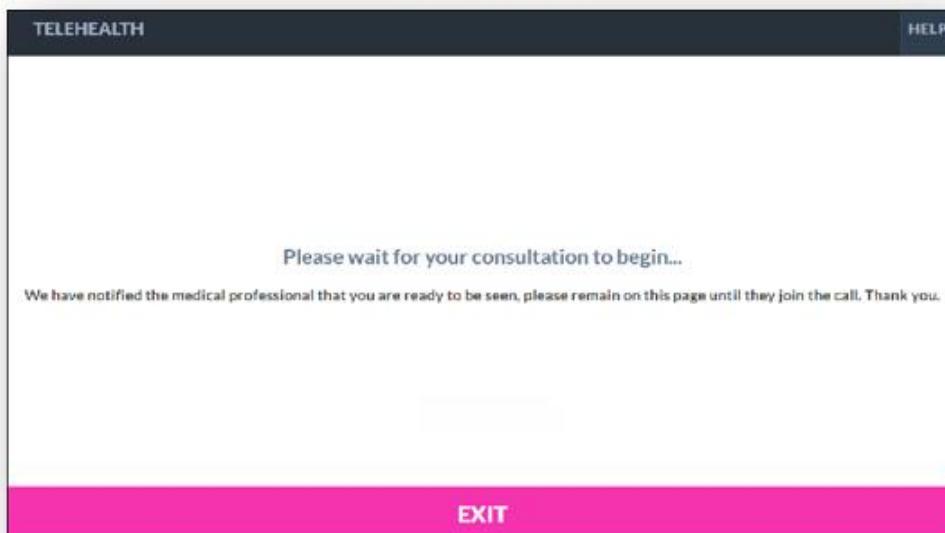 TELEHEALTH HELP
Please wait for your consultation to begin...
We have notified the medical professional that you are ready to be seen, please remain on this page until they join the call. Thank you.
EXIT